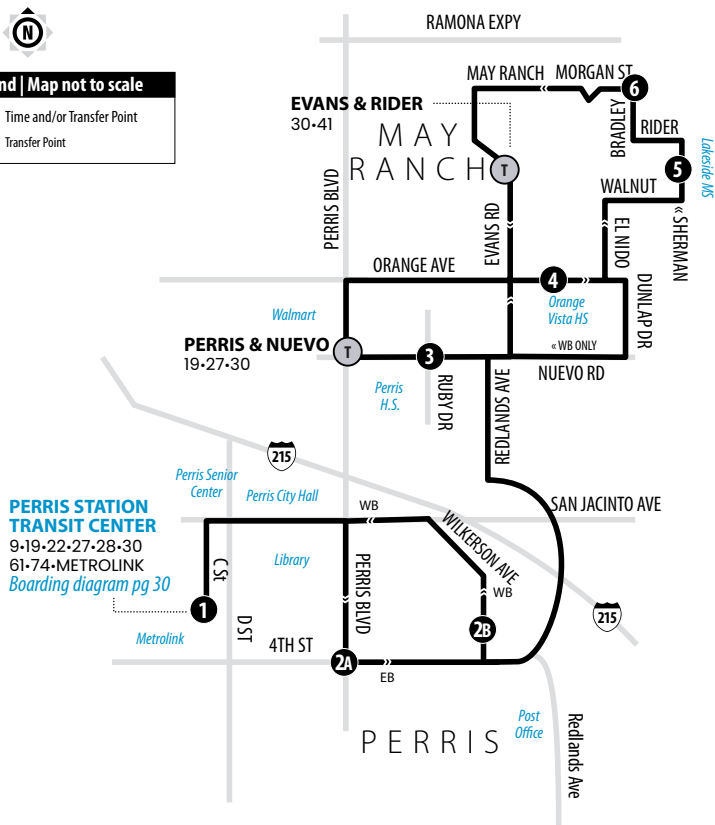 N
RAMONA EXPY
nd | Map not to scale
Time and/or Transfer Point
Transfer Point
MAY RANCH
MORGAN ST
6
EVANS & RIDER
30•41
MAY
RANCH
T
BRADLEY
RIDER
5
Lakeside MS
WALNUT
« SHERMAN
PERRIS BLVD
EVANS RD
EL NIDO
DUNLAP DR
ORANGE AVE
4
Orange
Vista HS
Walmart
PERRIS & NUEVO
19•27•30
T
3
« WB ONLY
NUEVO RD
Perris
H.S.
RUBY DR
REDLANDS AVE
215
Perris Senior
Center
Perris City Hall
SAN JACINTO AVE
WB
WILKERSON AVE
PERRIS STATION
TRANSIT CENTER
9•19•22•27•28•30
61•74•METROLINK
Boarding diagram pg 30
C St
Library
PERRIS BLVD
WB
1
2B
215
Metrolink
D ST
4TH ST
2A
EB
PERRIS
Post
Office
Redlands Ave